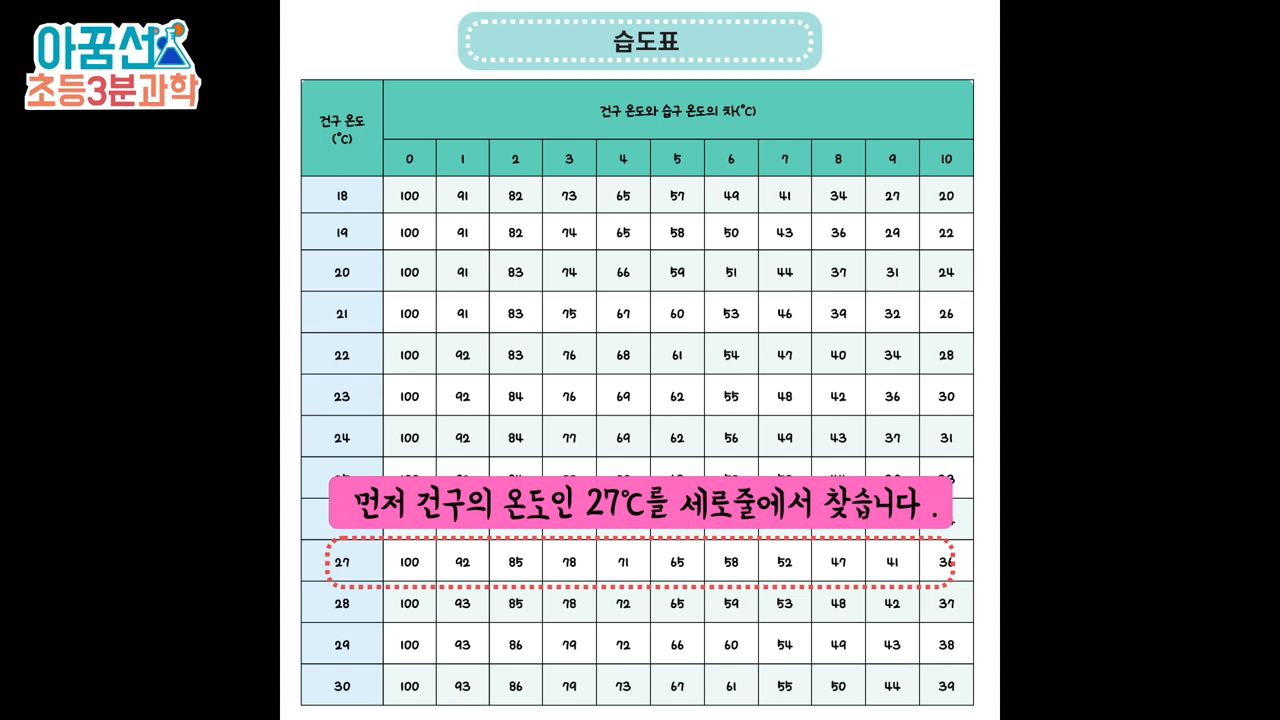 아꿈선
초등3분과학
습도표
건구 온도
(℃)
건구 온도와 습구 온도의 차(℃)
0 1 2 3 4 5 6 7 8 9 10
18 100 91 82 73 65 57 49 41 34 27 20
19 100 91 82 74 65 58 50 43 36 29 22
20 100 91 83 74 66 59 51 44 37 31 24
21 100 91 83 75 67 60 53 46 39 32 26
22 100 92 83 76 68 61 54 47 40 34 28
23 100 92 84 76 69 62 55 48 42 36 30
24 100 92 84 77 69 62 56 49 43 37 31
먼저 건구의 온도인 27℃를 세로줄에서 찾습니다.
27 100 92 85 78 71 65 58 52 47 41 36
28 100 93 85 78 72 65 59 53 48 42 37
29 100 93 86 79 72 66 60 54 49 43 38
30 100 93 86 79 73 67 61 55 50 44 39